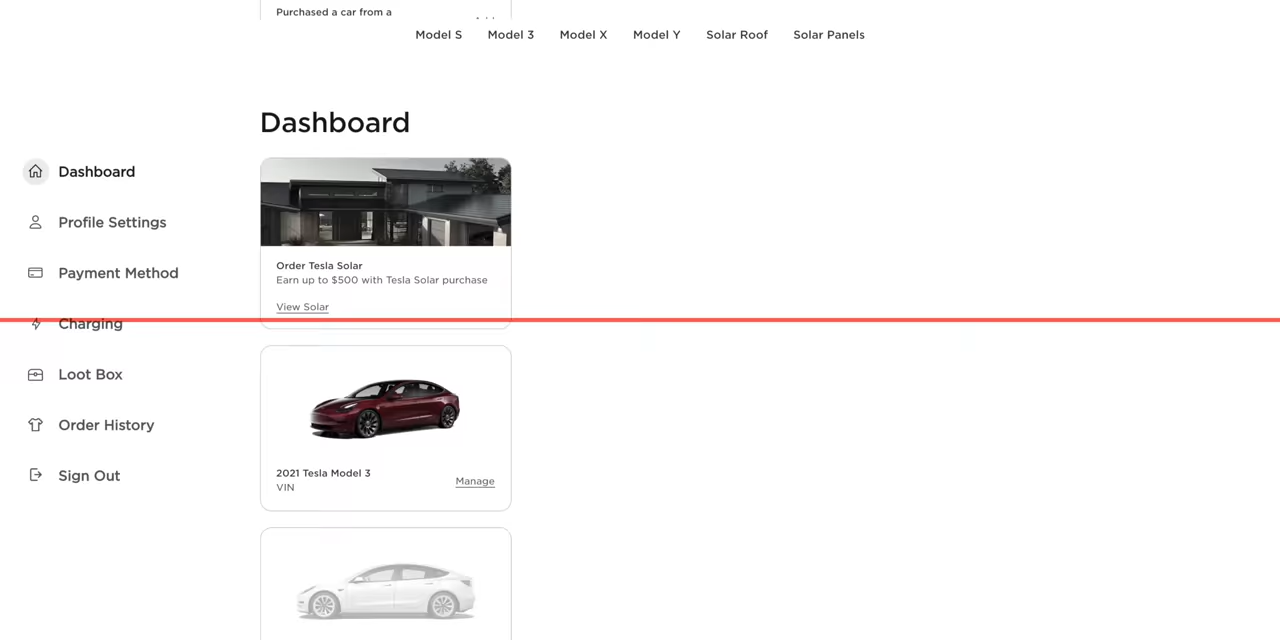 Purchased a car from a
Model S Model 3 Model X Model Y Solar Roof Solar Panels
Dashboard
Dashboard
Profile Settings
Payment Method
Charging
Loot Box
Order History
Sign Out
Order Tesla Solar
Earn up to $500 with Tesla Solar purchase
View Solar
2021 Tesla Model 3
VIN
Manage